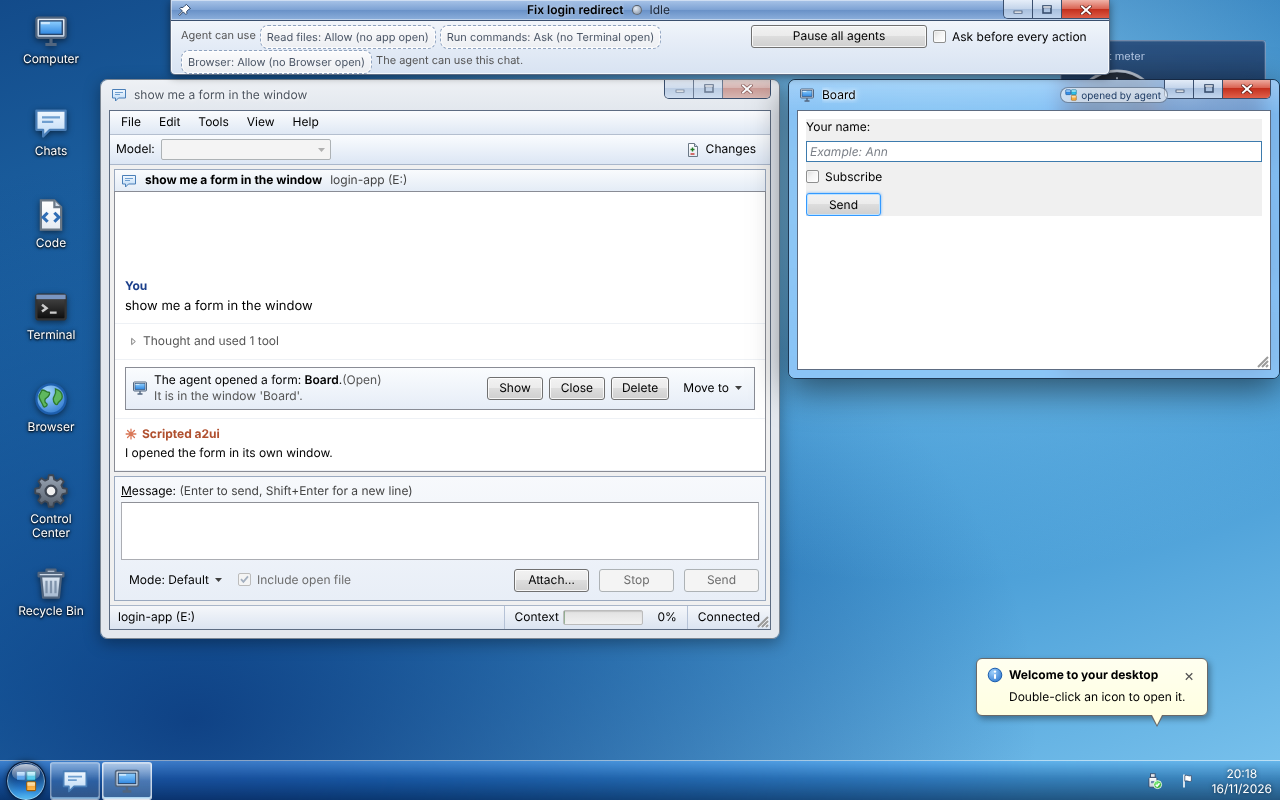 Fix login redirect Idle
Agent can use Read files: Allow (no app open) Run commands: Ask (no Terminal open)
Browser: Allow (no Browser open) The agent can use this chat.
Pause all agents Ask before every action
meter
Computer
Chats
Code
Terminal
Browser
Control
Center
Recycle Bin
show me a form in the window
File Edit Tools View Help
Model: Changes
show me a form in the window login-app (E:)
You
show me a form in the window
Thought and used 1 tool
The agent opened a form: Board.(Open)
It is in the window 'Board'.
Show Close Delete Move to
Scripted a2ui
I opened the form in its own window.
Message: (Enter to send, Shift+Enter for a new line)
Mode: Default Include open file Attach... Stop Send
login-app (E:) Context 0% Connected
Board opened by agent
Your name:
Example: Ann
Subscribe
Send
Welcome to your desktop
Double-click an icon to open it.
20:18
16/11/2026